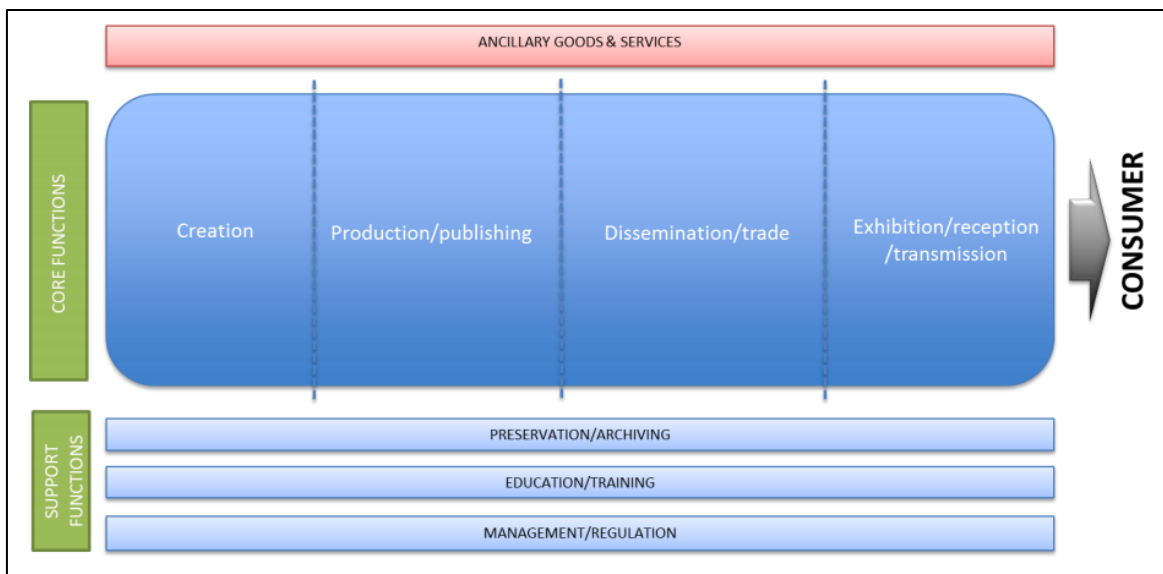 ANCILLARY GOODS & SERVICES
CORE FUNCTIONS
Creation
Production/publishing
Dissemination/trade
Exhibition/reception
/transmission
CONSUMER
SUPPORT
FUNCTIONS
PRESERVATION/ARCHIVING
EDUCATION/TRAINING
MANAGEMENT/REGULATION